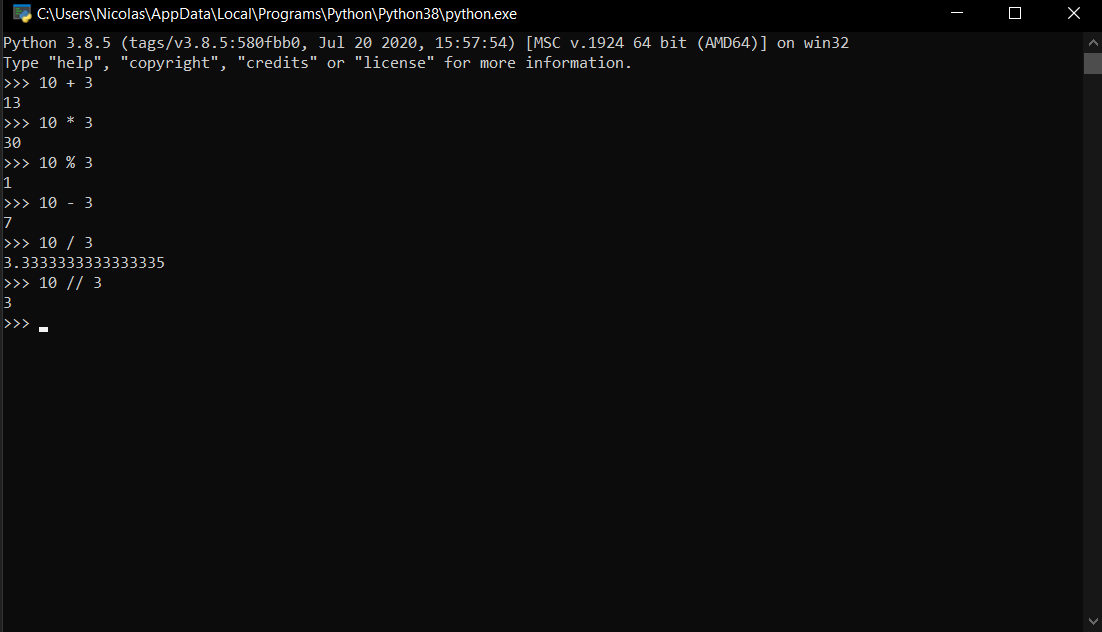 C:\Users\Nicolas\AppData\Local\Programs\Python\Python38\python.exe
Python 3.8.5 (tags/v3.8.5:580fbb0, Jul 20 2020, 15:57:54) [MSC v.1924 64 bit (AMD64)] on win32
Type "help", "copyright", "credits" or "license" for more information.
>>> 10 + 3
13
>>> 10 * 3
30
>>> 10 % 3
1
>>> 10 - 3
7
>>> 10 / 3
3.3333333333333335
>>> 10 // 3
3
>>>